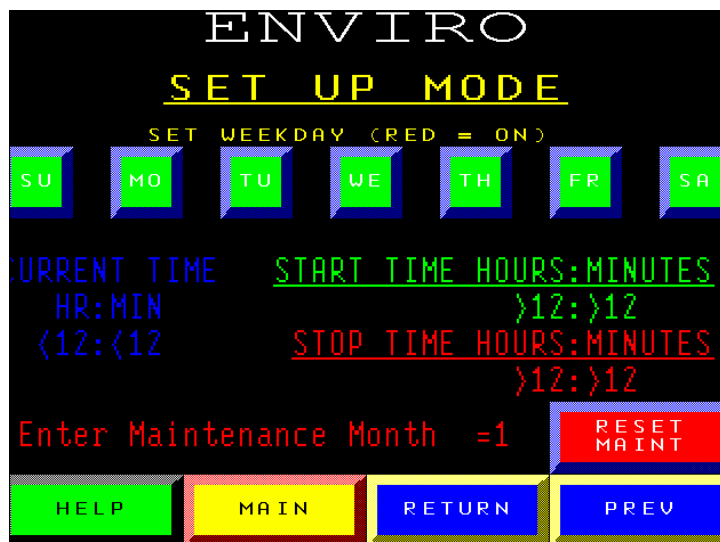 ENVIRO
SET UP MODE
SET WEEKDAY (RED = ON)
SU MO TU WE TH FR SA
CURRENT TIME
HR:MIN
⟨12:⟨12
START TIME HOURS:MINUTES
⟩12:⟩12
STOP TIME HOURS:MINUTES
⟩12:⟩12
Enter Maintenance Month =1
RESET
MAINT
HELP MAIN RETURN PREV